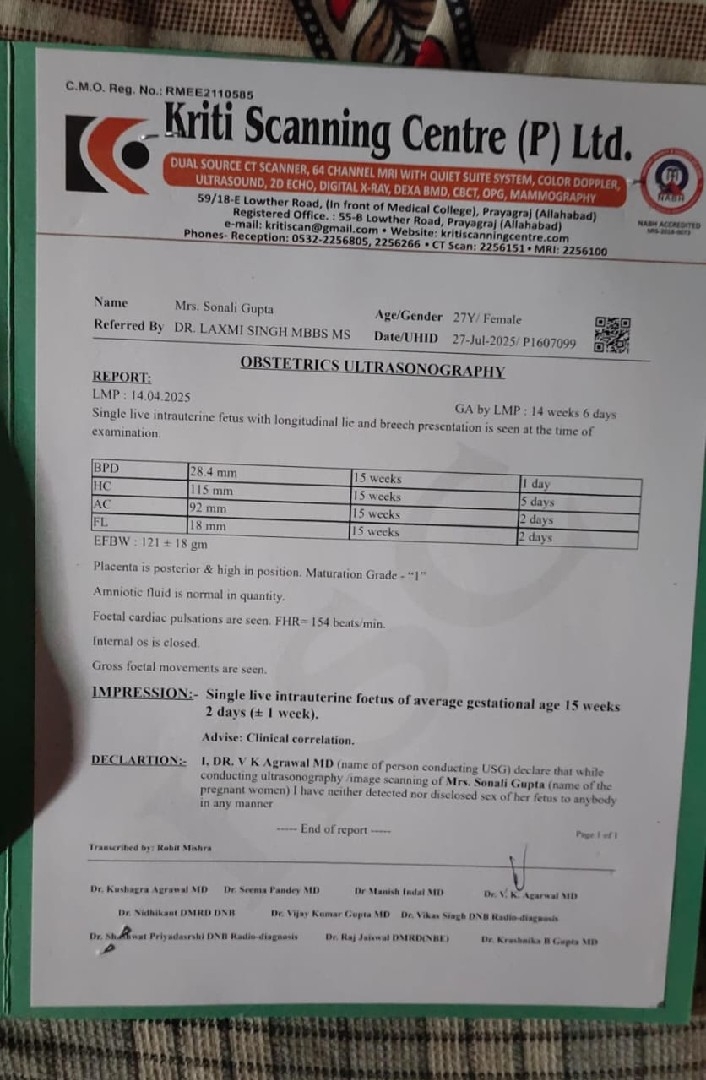 C.M.O. Reg. No.: RMEE2110585
Kriti Scanning Centre (P) Ltd.
DUAL SOURCE CT SCANNER, 64 CHANNEL MRI WITH QUIET SUITE SYSTEM, COLOR DOPPLER,
ULTRASOUND, 2D ECHO, DIGITAL X-RAY, DEXA BMD, CBCT, OPG, MAMMOGRAPHY
59/18-E Lowther Road, (In front of Medical College), Prayagraj (Allahabad)
Registered Office. : 55-B Lowther Road, Prayagraj (Allahabad)
e-mail: kritiscan@gmail.com • Website: kritiscanningcentre.com
Phones- Reception: 0532-2256805, 2256266 • CT Scan: 2256151 • MRI: 2256100
NABH ACCREDITED
Name Mrs. Sonali Gupta Age/Gender 27Y/ Female
Referred By DR. LAXMI SINGH MBBS MS Date/UHID 27-Jul-2025/ P1607099
OBSTETRICS ULTRASONOGRAPHY
REPORT:
LMP : 14.04.2025 GA by LMP : 14 weeks 6 days
Single live intrauterine fetus with longitudinal lie and breech presentation is seen at the time of
examination.
BPD 28.4 mm 15 weeks 1 day
HC 115 mm 15 weeks 5 days
AC 92 mm 15 weeks 2 days
FL 18 mm 15 weeks 2 days
EFBW : 121 ± 18 gm
Placenta is posterior & high in position. Maturation Grade - "1"
Amniotic fluid is normal in quantity.
Foetal cardiac pulsations are seen. FHR= 154 beats/min.
Internal os is closed.
Gross foetal movements are seen.
IMPRESSION:- Single live intrauterine foetus of average gestational age 15 weeks
2 days (± 1 week).
Advise: Clinical correlation.
DECLARTION:- I, DR. V K Agrawal MD (name of person conducting USG) declare that while
conducting ultrasonography /image scanning of Mrs. Sonali Gupta (name of the
pregnant women) I have neither detected nor disclosed sex of her fetus to anybody
in any manner
----- End of report -----
Page 1 of 1
Transcribed by: Rohit Mishra
Dr. Kushagra Agrawal MD Dr. Seema Pandey MD Dr Manish Indal MD Dr. V. K. Agarwal MD
Dr. Nidhikant DMRD DNB Dr. Vijay Kumar Gupta MD Dr. Vikas Singh DNB Radio-diagnosis
Dr. Priyadasrshi DNB Radio-diagnosis Dr. Raj Jaiswal DMRD(NBE) Dr. Krashnika B Gupta MD